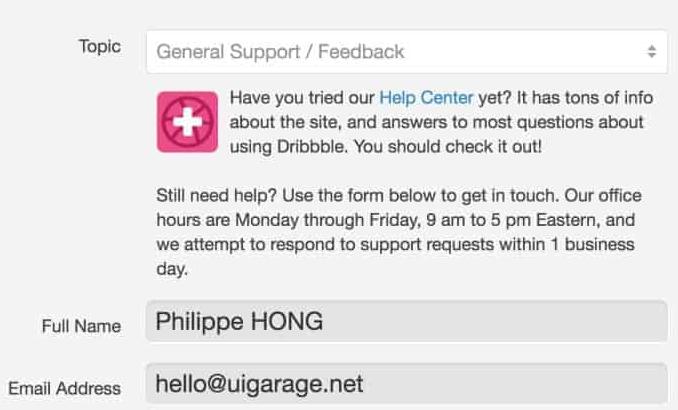 Topic General Support / Feedback
Have you tried our Help Center yet? It has tons of info
about the site, and answers to most questions about
using Dribbble. You should check it out!
Still need help? Use the form below to get in touch. Our office
hours are Monday through Friday, 9 am to 5 pm Eastern, and
we attempt to respond to support requests within 1 business
day.
Full Name Philippe HONG
Email Address hello@uigarage.net